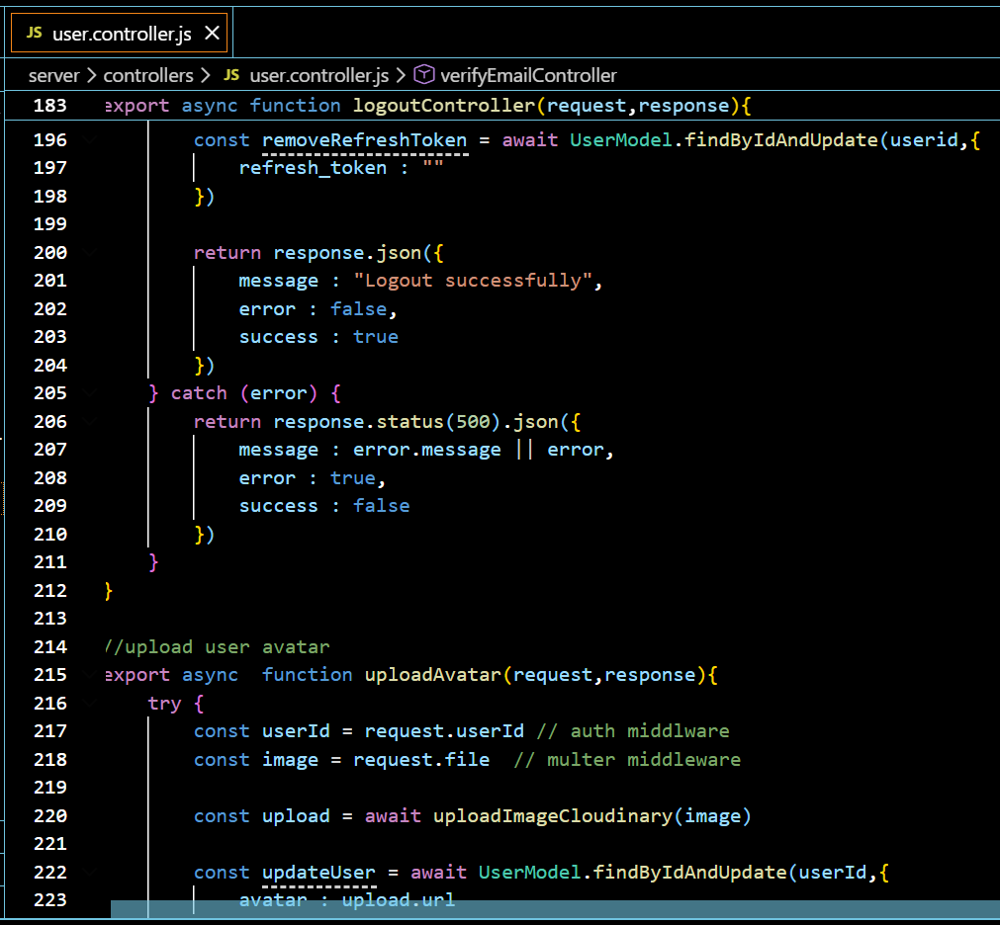 JS user.controller.js ×
server > controllers > JS user.controller.js > verifyEmailController
183 export async function logoutController(request,response){
196 const removeRefreshToken = await UserModel.findByIdAndUpdate(userid,{
197 refresh_token : ""
198 })
199
200 return response.json({
201 message : "Logout successfully",
202 error : false,
203 success : true
204 })
205 } catch (error) {
206 return response.status(500).json({
207 message : error.message || error,
208 error : true,
209 success : false
210 })
211 }
212 }
213
214 //upload user avatar
215 export async  function uploadAvatar(request,response){
216 try {
217 const userId = request.userId // auth middlware
218 const image = request.file  // multer middleware
219
220 const upload = await uploadImageCloudinary(image)
221
222 const updateUser = await UserModel.findByIdAndUpdate(userId,{
223 avatar : upload.url